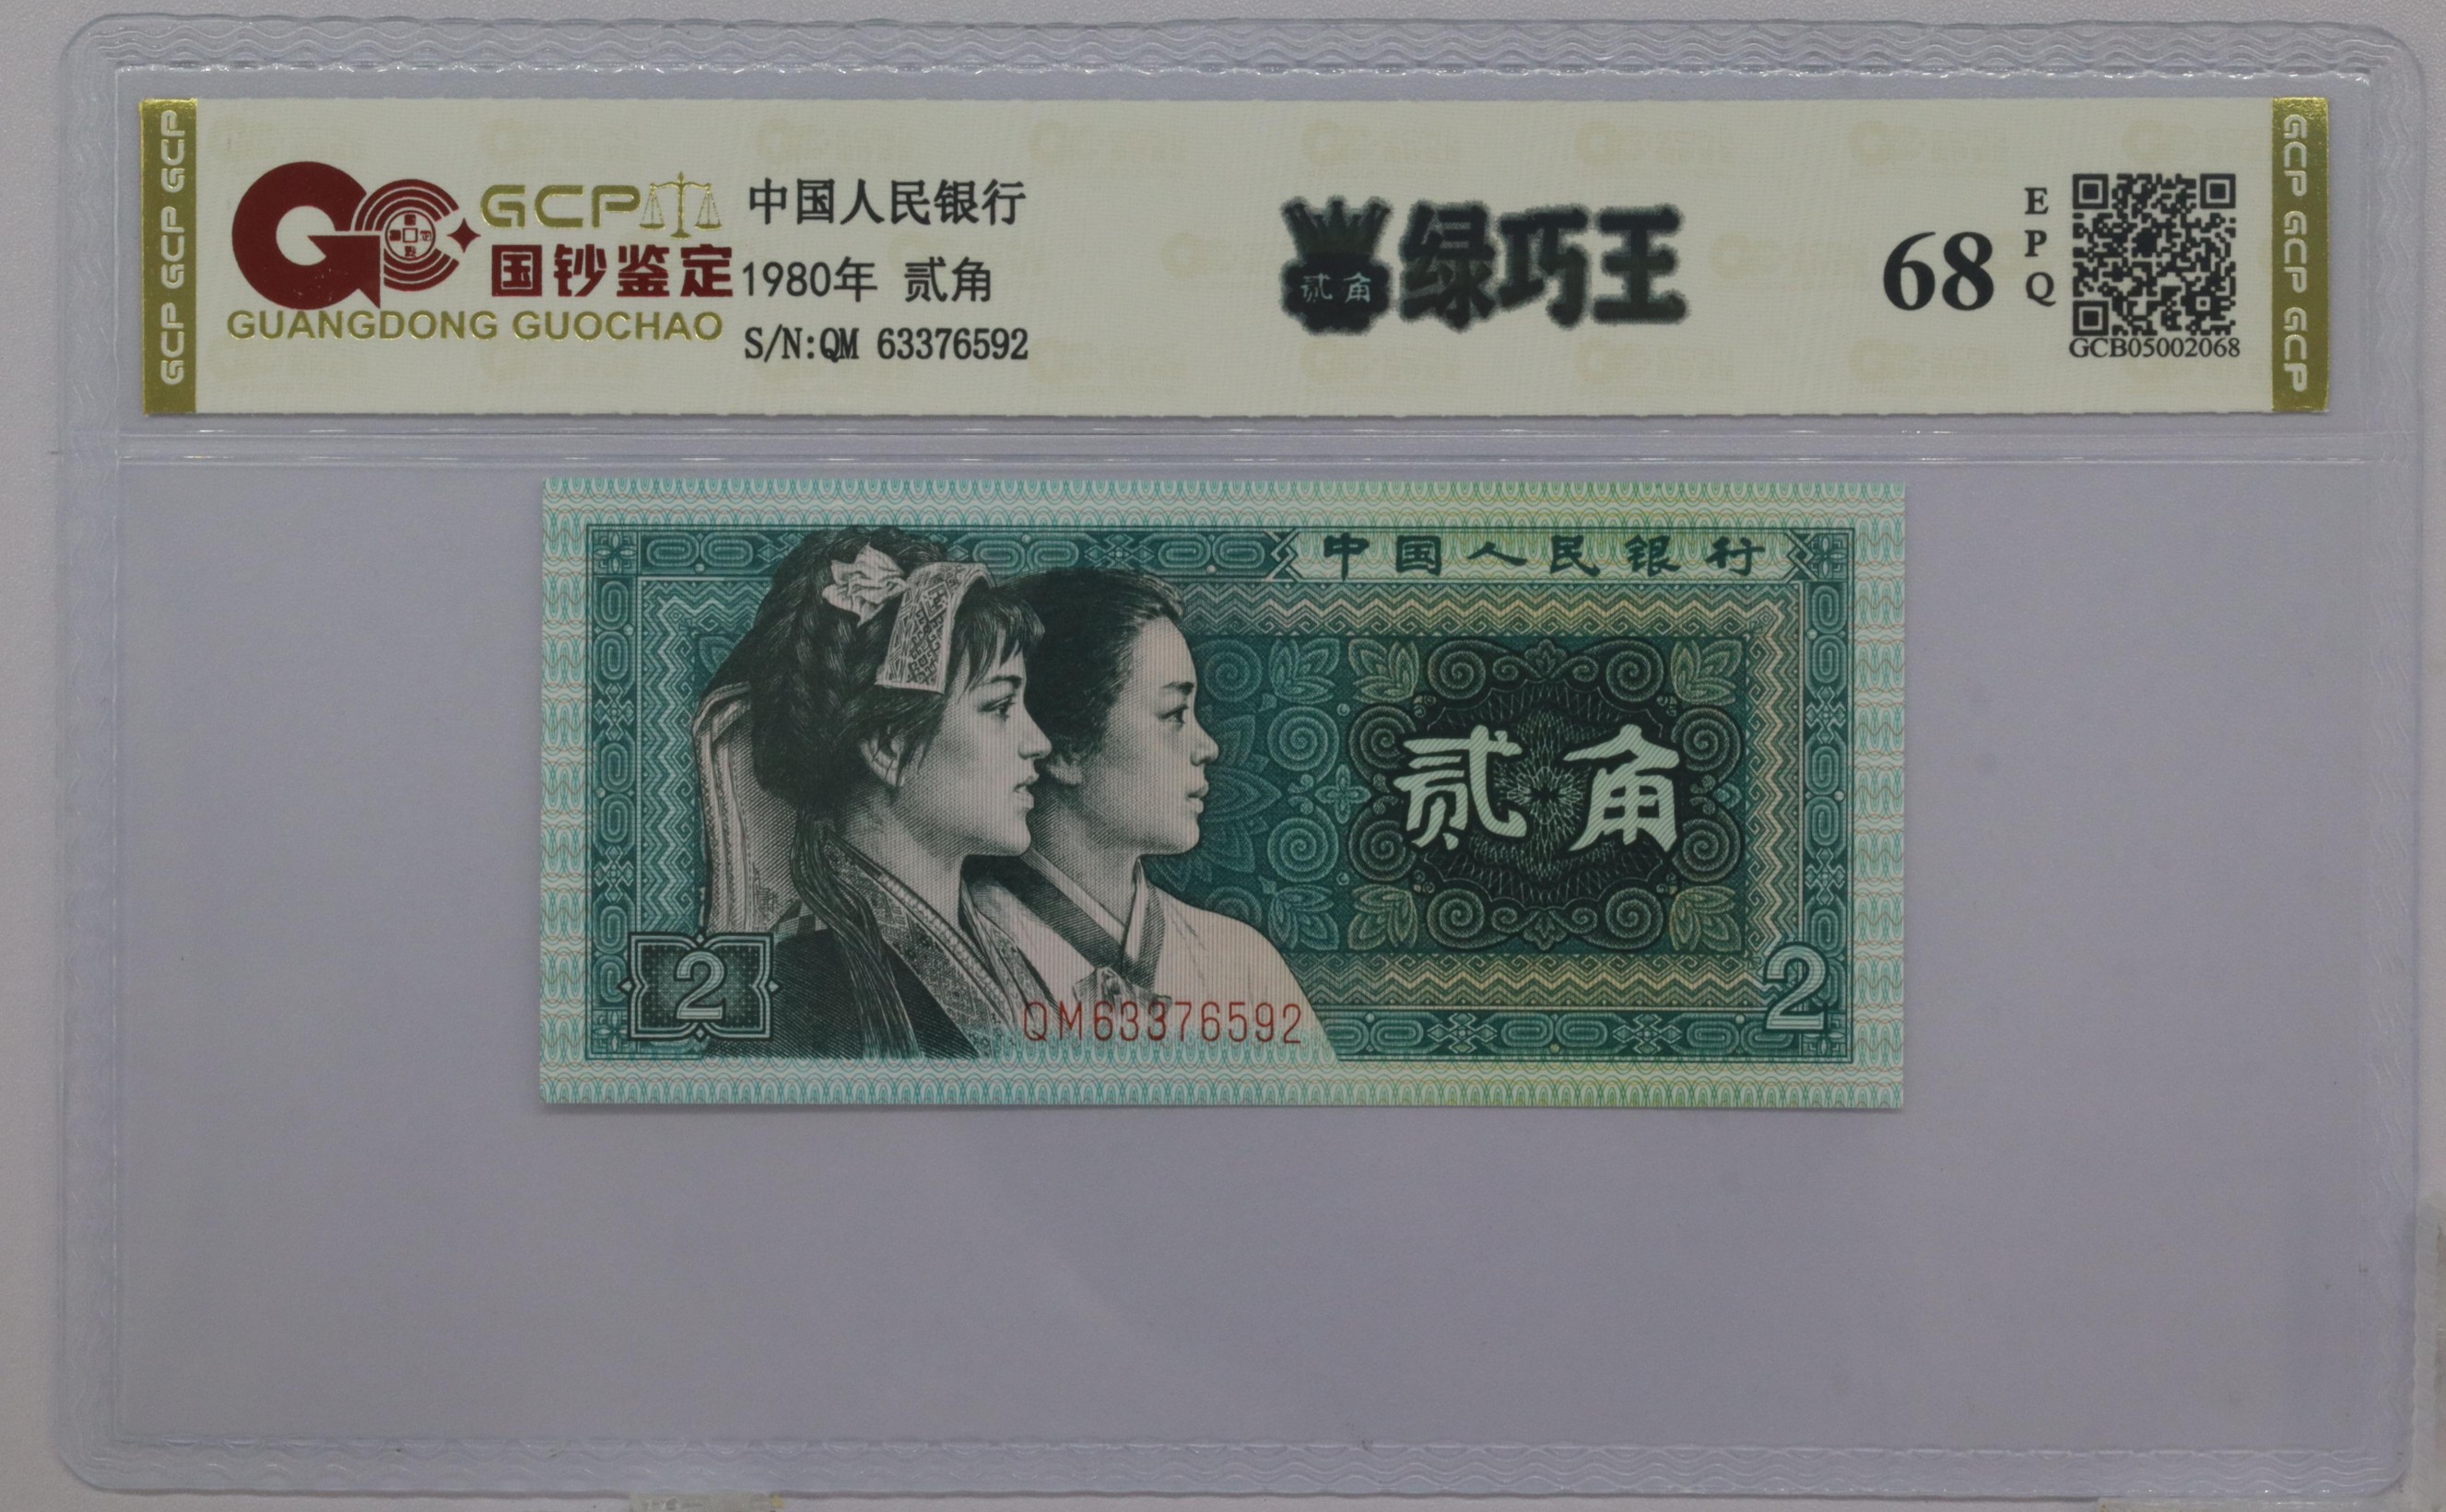 GCP GCP GCP
GCP
国钞鉴定
GUANGDONG GUOCHAO
中国人民银行
1980年 贰角
S/N:QM 63376592
贰角
绿巧王
68
EPQ
GCB05002068
GCP GCP GCP
中国人民银行
贰角
2
QM63376592
2